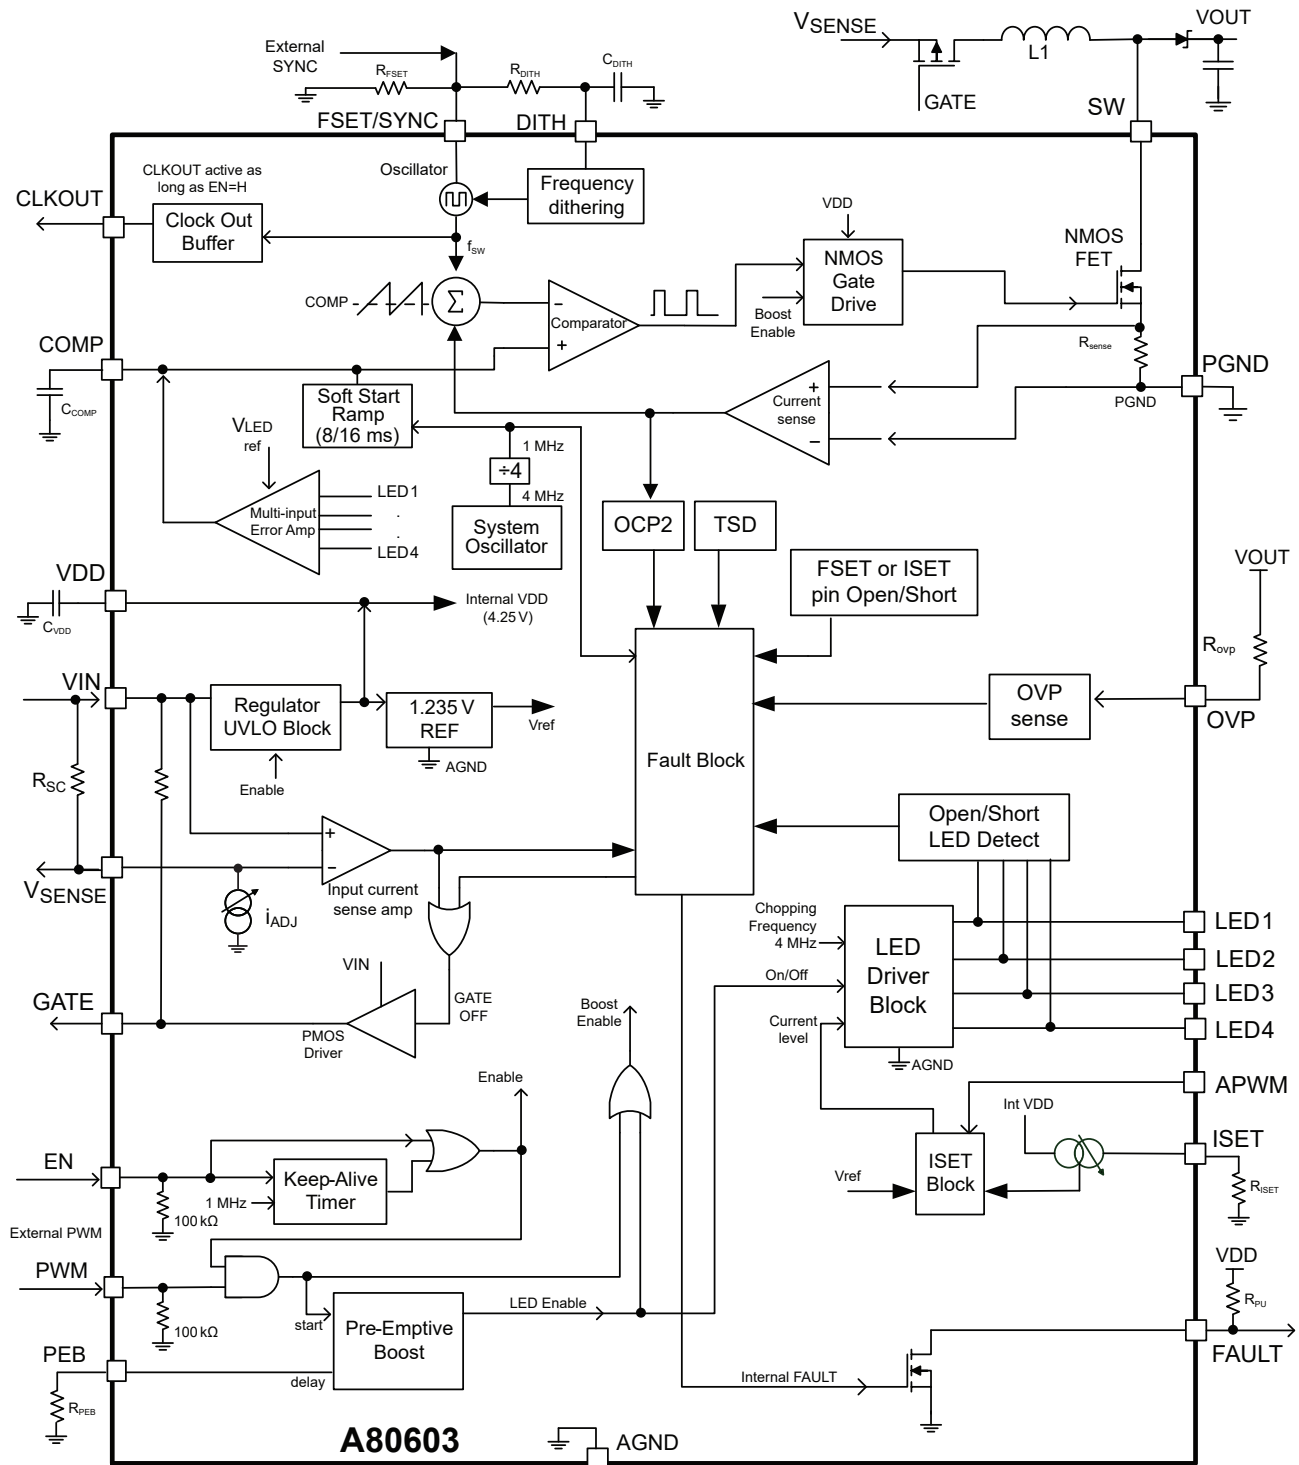 V SENSE
VOUT
L1
GATE
SW
External
SYNC
R FSET
R DITH
C DITH
FSET/SYNC
DITH
CLKOUT active as
long as EN=H
Oscillator
CLKOUT
Clock Out
Buffer
Frequency
dithering
fSW
VDD
NMOS
Gate
Drive
NMOS
FET
COMP
Σ
−
Comparator
+
Boost
Enable
Rsense
COMP
CCOMP
Soft Start
Ramp
(8/16 ms)
+
Current
sense
−
PGND
PGND
VLED
ref
1 MHz
÷4
4 MHz
Multi-input
Error Amp
LED1
.
.
LED4
System
Oscillator
OCP2
TSD
FSET or ISET
pin Open/Short
VOUT
VDD
CVDD
Internal VDD
(4.25 V)
Rovp
VIN
Regulator
UVLO Block
1.235 V
REF
Vref
AGND
Enable
OVP
sense
OVP
RSC
Fault Block
+
−
Input current
sense amp
Open/Short
LED Detect
VSENSE
iADJ
Chopping
Frequency
4 MHz
LED
Driver
Block
LED1
LED2
LED3
LED4
On/Off
Current
level
AGND
VIN
GATE
OFF
GATE
PMOS
Driver
Boost
Enable
Enable
APWM
Int VDD
ISET
EN
Keep-Alive
Timer
1 MHz
100 kΩ
Vref
ISET
Block
RISET
External PWM
PWM
100 kΩ
start
Pre-Emptive
Boost
LED Enable
delay
VDD
RPU
FAULT
PEB
RPEB
Internal FAULT
A80603
AGND